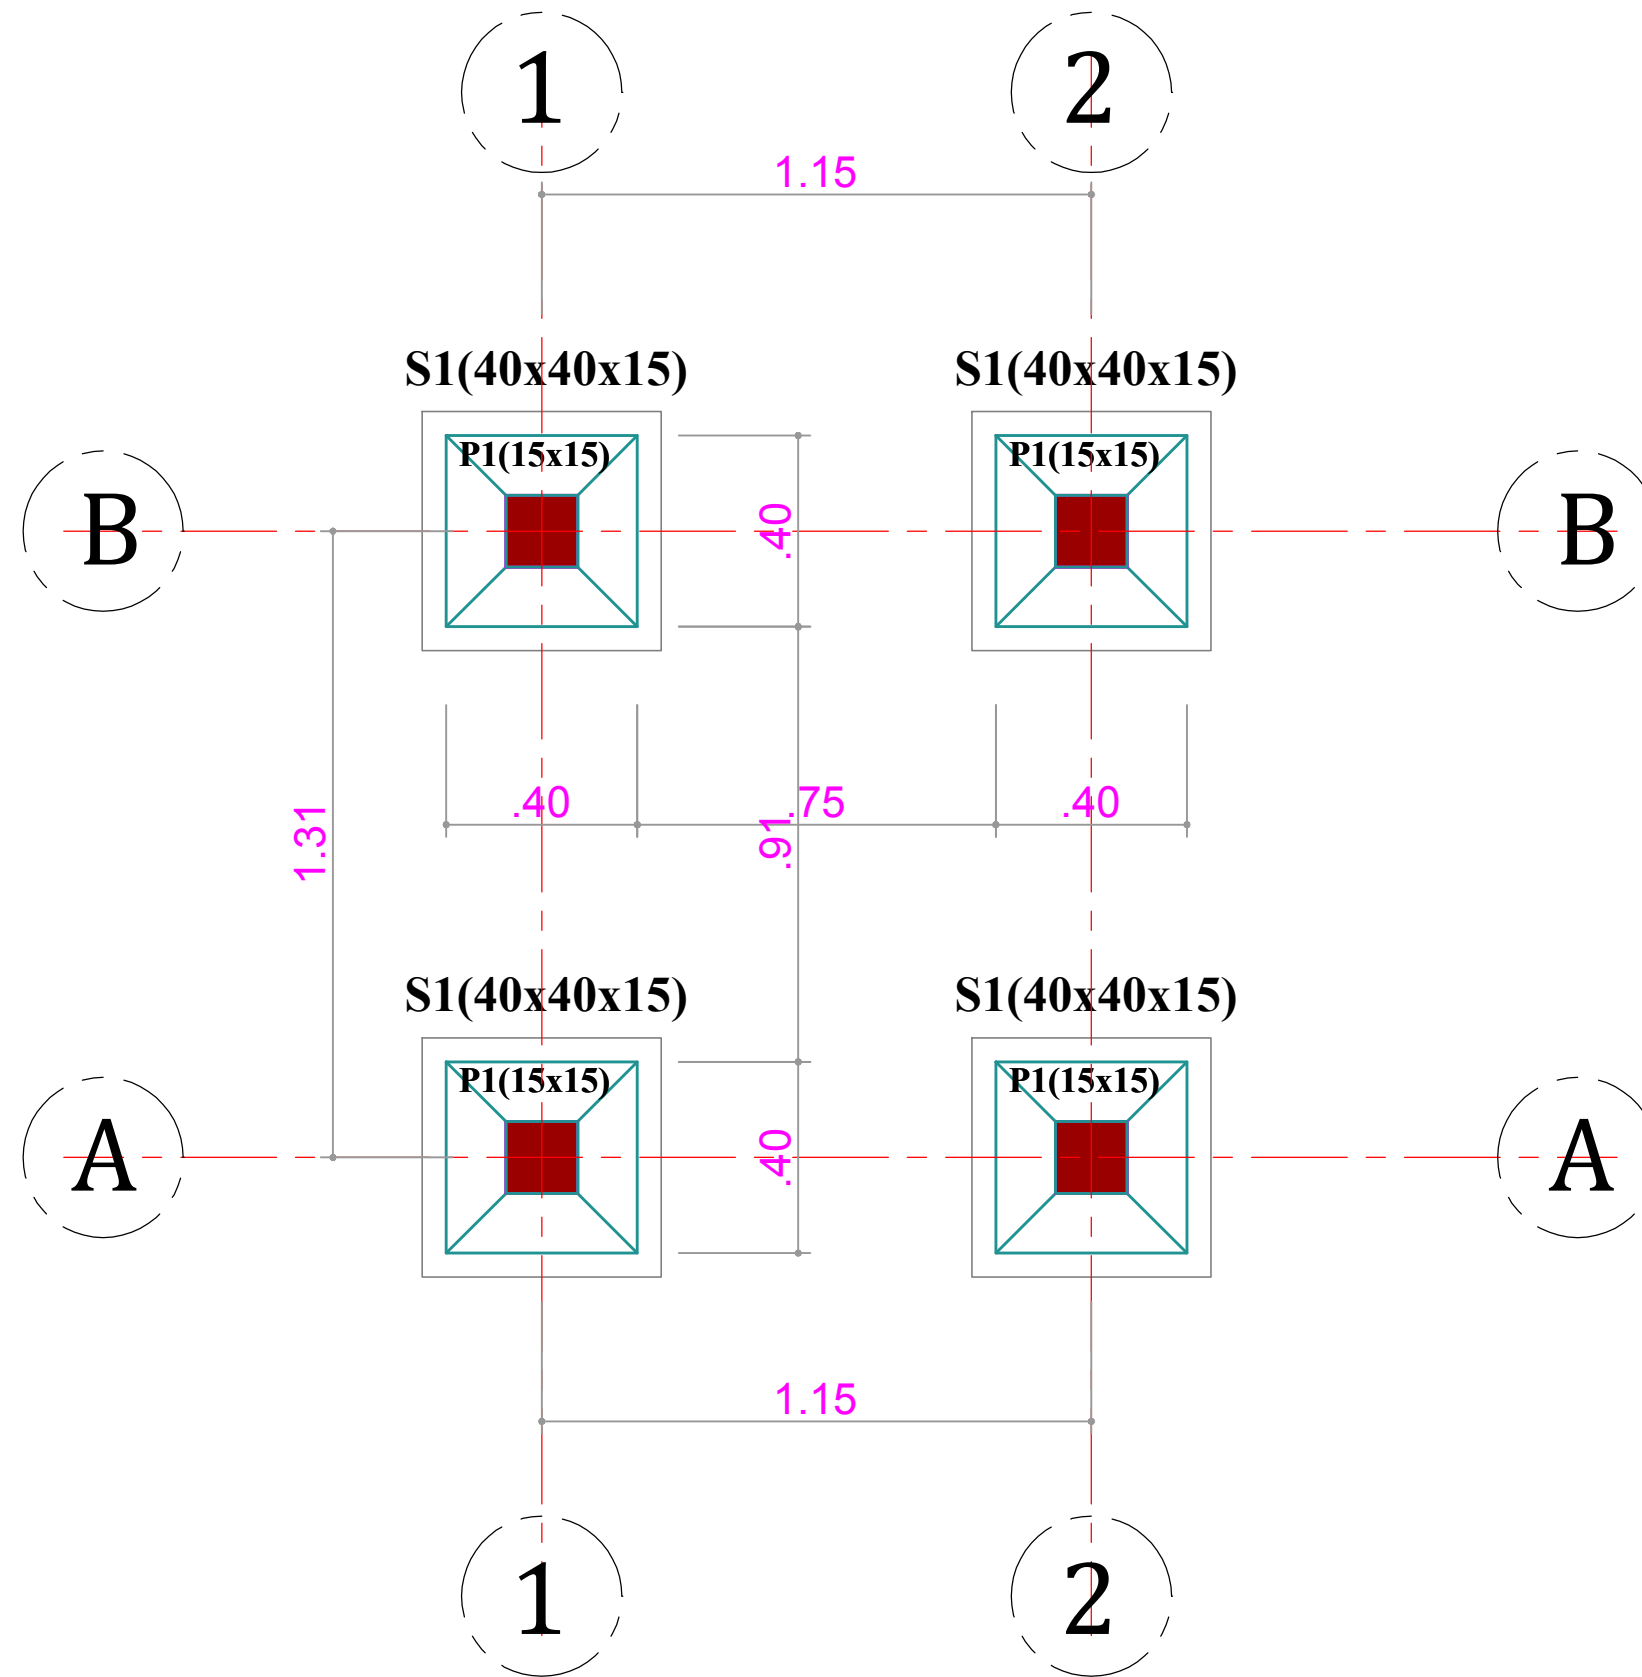 1 2
1.15
S1(40x40x15) S1(40x40x15)
P1(15x15) P1(15x15)
B .40 B
.40 .75 .40
1.31 .91
S1(40x40x15) S1(40x40x15)
P1(15x15) P1(15x15)
A .40 A
1.15
1 2